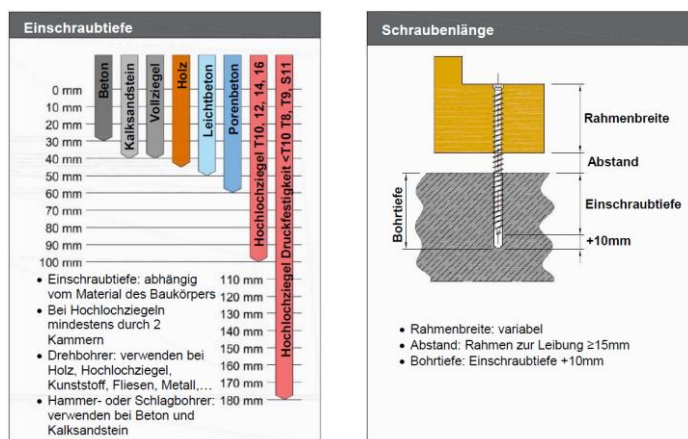 Einschraubtiefe
Beton
Kalksandstein
Vollziegel
Holz
Leichtbeton
Porenbeton
Hochlochziegel T10, 12, 14, 16
Hochlochziegel Druckfestigkeit <T10 T8, T9, S11
0 mm
10 mm
20 mm
30 mm
40 mm
50 mm
60 mm
70 mm
80 mm
90 mm
100 mm
110 mm
120 mm
130 mm
140 mm
150 mm
160 mm
170 mm
180 mm
• Einschraubtiefe: abhängig
vom Material des Baukörpers
• Bei Hochlochziegeln
mindestens durch 2
Kammern
• Drehbohrer: verwenden bei
Holz, Hochlochziegel,
Kunststoff, Fliesen, Metall,…
• Hammer- oder Schlagbohrer:
verwenden bei Beton und
Kalksandstein
Schraubenlänge
Rahmenbreite
Abstand
Einschraubtiefe
+10mm
Bohrtiefe
• Rahmenbreite: variabel
• Abstand: Rahmen zur Leibung ≥15mm
• Bohrtiefe: Einschraubtiefe +10mm